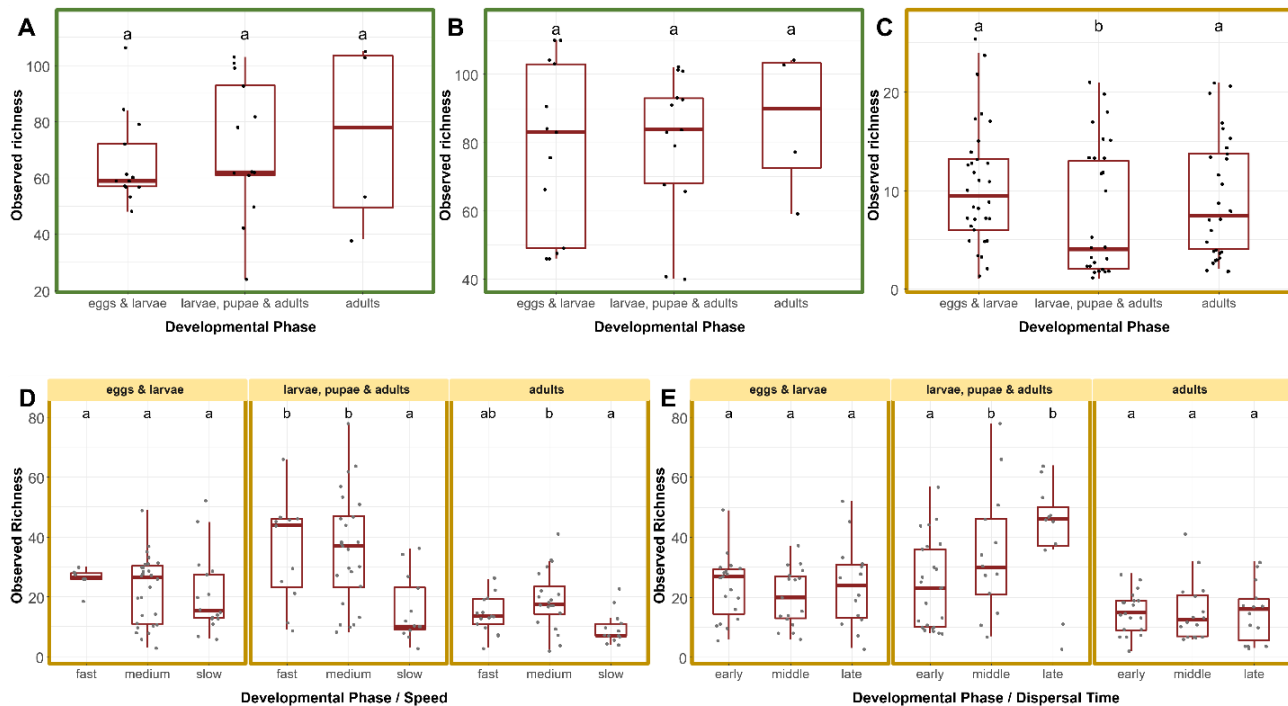 A
a a a
Observed richness
100
80
60
40
20
eggs & larvae larvae, pupae & adults adults
Developmental Phase
B
a a a
Observed richness
100
80
60
40
eggs & larvae larvae, pupae & adults adults
Developmental Phase
C
a b a
Observed richness
20
10
0
eggs & larvae larvae, pupae & adults adults
Developmental Phase
D
eggs & larvae larvae, pupae & adults adults
a a a b b a ab b a
Observed Richness
80
60
40
20
0
fast medium slow fast medium slow fast medium slow
Developmental Phase / Speed
E
eggs & larvae larvae, pupae & adults adults
a a a a b b a a a
Observed Richness
80
60
40
20
0
early middle late early middle late early middle late
Developmental Phase / Dispersal Time